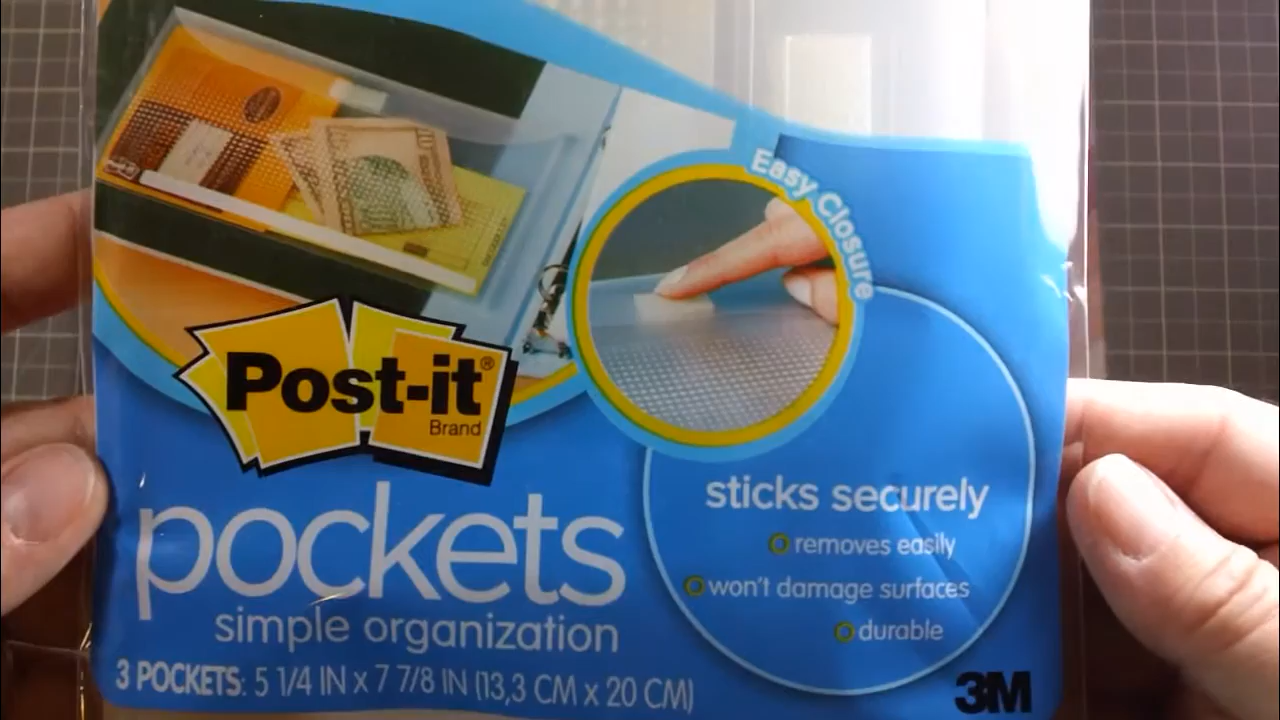 Easy Closure
Post-it®
Brand
pockets
simple organization
3 POCKETS: 5 1/4 IN x 7 7/8 IN (13,3 CM x 20 CM)
sticks securely
removes easily
won't damage surfaces
durable
3M